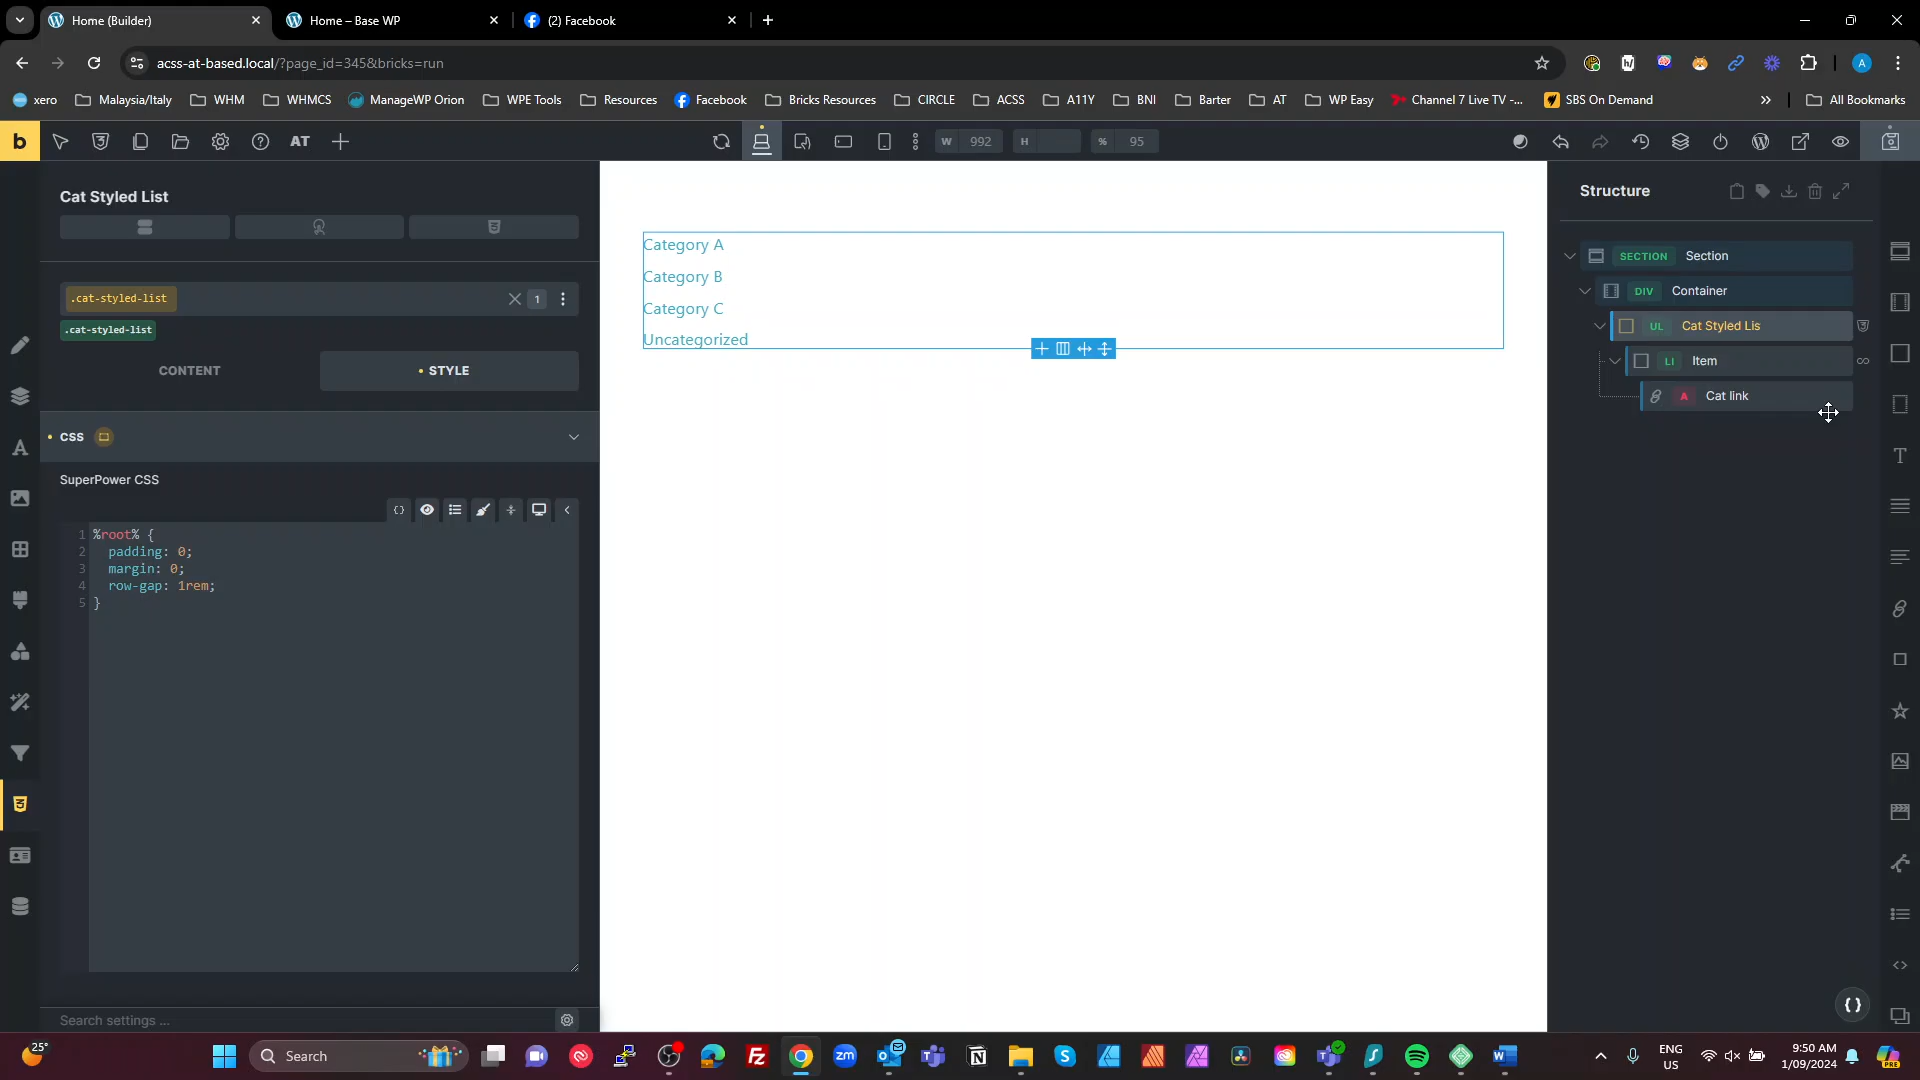 Home (Builder)
Home – Base WP
(2) Facebook
acss-at-based.local/?page_id=345&bricks=run
A
xero
Malaysia/Italy
WHM
WHMCS
ManageWP Orion
WPE Tools
Resources
Facebook
Bricks Resources
CIRCLE
ACSS
A11Y
BNI
Barter
AT
WP Easy
Channel 7 Live TV -...
SBS On Demand
All Bookmarks
b
AT
W 992
H
% 95
Cat Styled List
.cat-styled-list
1
.cat-styled-list
CONTENT
STYLE
CSS
SuperPower CSS
1 %root% {
2 padding: 0;
3 margin: 0;
4 row-gap: 1rem;
5 }
Search settings ...
Category A
Category B
Category C
Uncategorized
Structure
SECTION Section
DIV Container
UL Cat Styled Lis
LI Item
A Cat link
25°
Search
zm
ENG
US
9:50 AM
1/09/2024
PRE